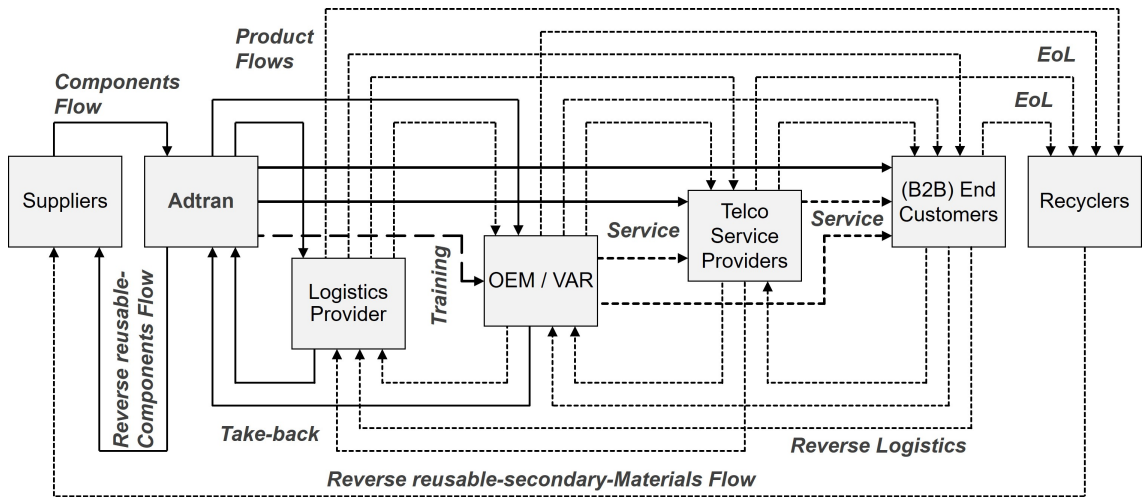 Product
Flows
EoL
Components
Flow
EoL
Suppliers
Adtran
(B2B) End
Customers
Recyclers
Telco
Service
Providers
Service
Service
Training
OEM / VAR
Logistics
Provider
Reverse reusable-
Components Flow
Take-back
Reverse Logistics
Reverse reusable-secondary-Materials Flow